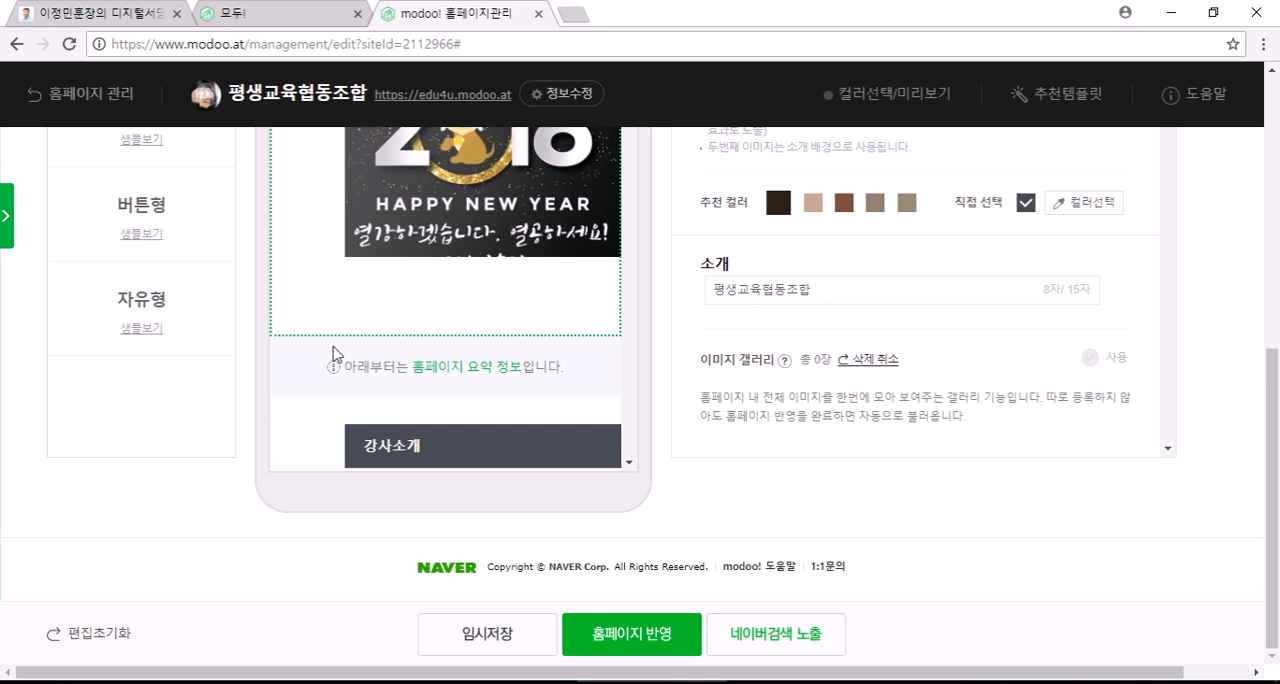 이정민훈장의 디지털서당
모두!
modoo! 홈페이지관리
https://www.modoo.at/management/edit?siteId=2112966#
홈페이지 관리
평생교육협동조합 https://edu4u.modoo.at 정보수정
컬러선택/미리보기
추천템플릿
도움말
샘플보기
버튼형
샘플보기
자유형
샘플보기
2018
HAPPY NEW YEAR
열강하겠습니다. 열공하세요!
아래부터는 홈페이지 요약 정보입니다.
강사소개
효과도 노출)
· 두번째 이미지는 소개 배경으로 사용됩니다.
추천 컬러
직접 선택
컬러선택
소개
평생교육협동조합
8자/ 15자
이미지 갤러리 ? 총 0장 삭제 취소
사용
홈페이지 내 전체 이미지를 한번에 모아 보여주는 갤러리 기능입니다. 따로 등록하지 않
아도 홈페이지 반영을 완료하면 자동으로 불러옵니다.
NAVER Copyright © NAVER Corp. All Rights Reserved. | modoo! 도움말 | 1:1문의
편집초기화
임시저장
홈페이지 반영
네이버검색 노출